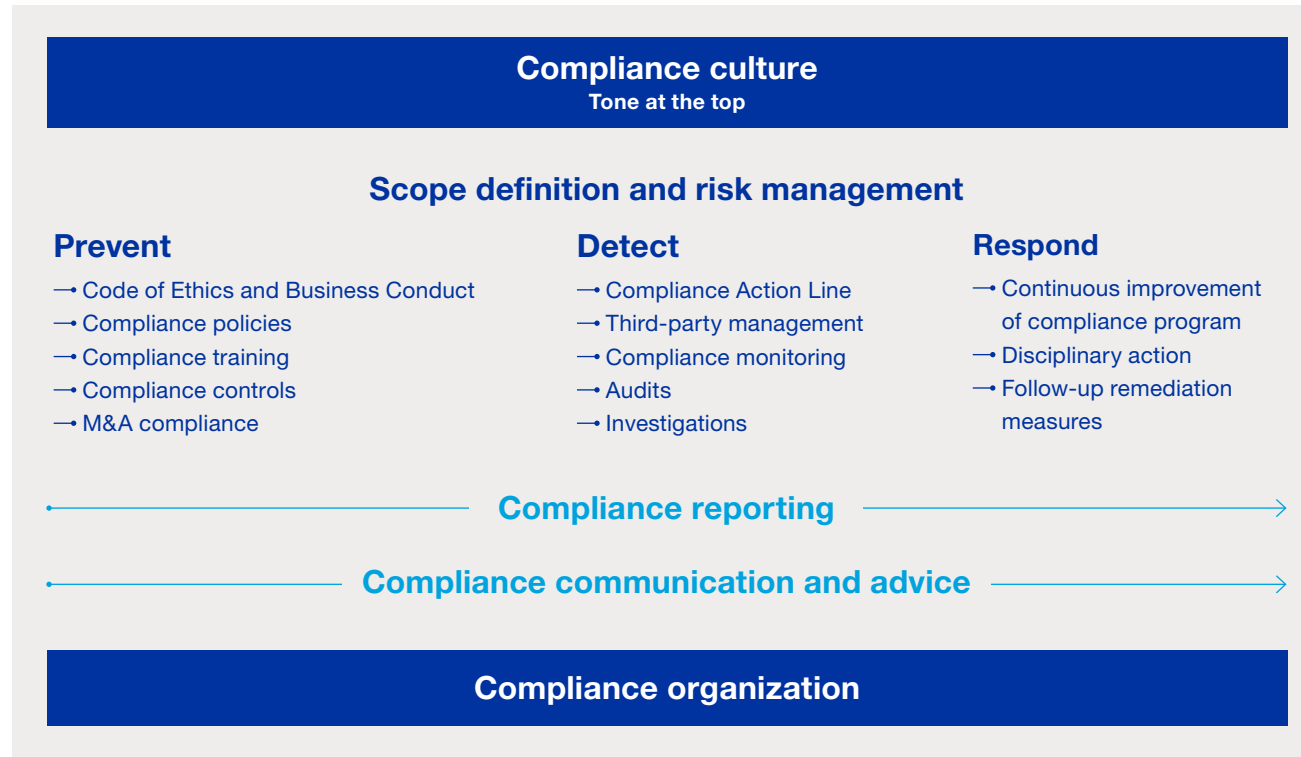 Compliance culture
Tone at the top
Scope definition and risk management
Prevent
Code of Ethics and Business Conduct
Compliance policies
Compliance training
Compliance controls
M&A compliance
Detect
Compliance Action Line
Third-party management
Compliance monitoring
Audits
Investigations
Respond
Continuous improvement
of compliance program
Disciplinary action
Follow-up remediation
measures
Compliance reporting
Compliance communication and advice
Compliance organization